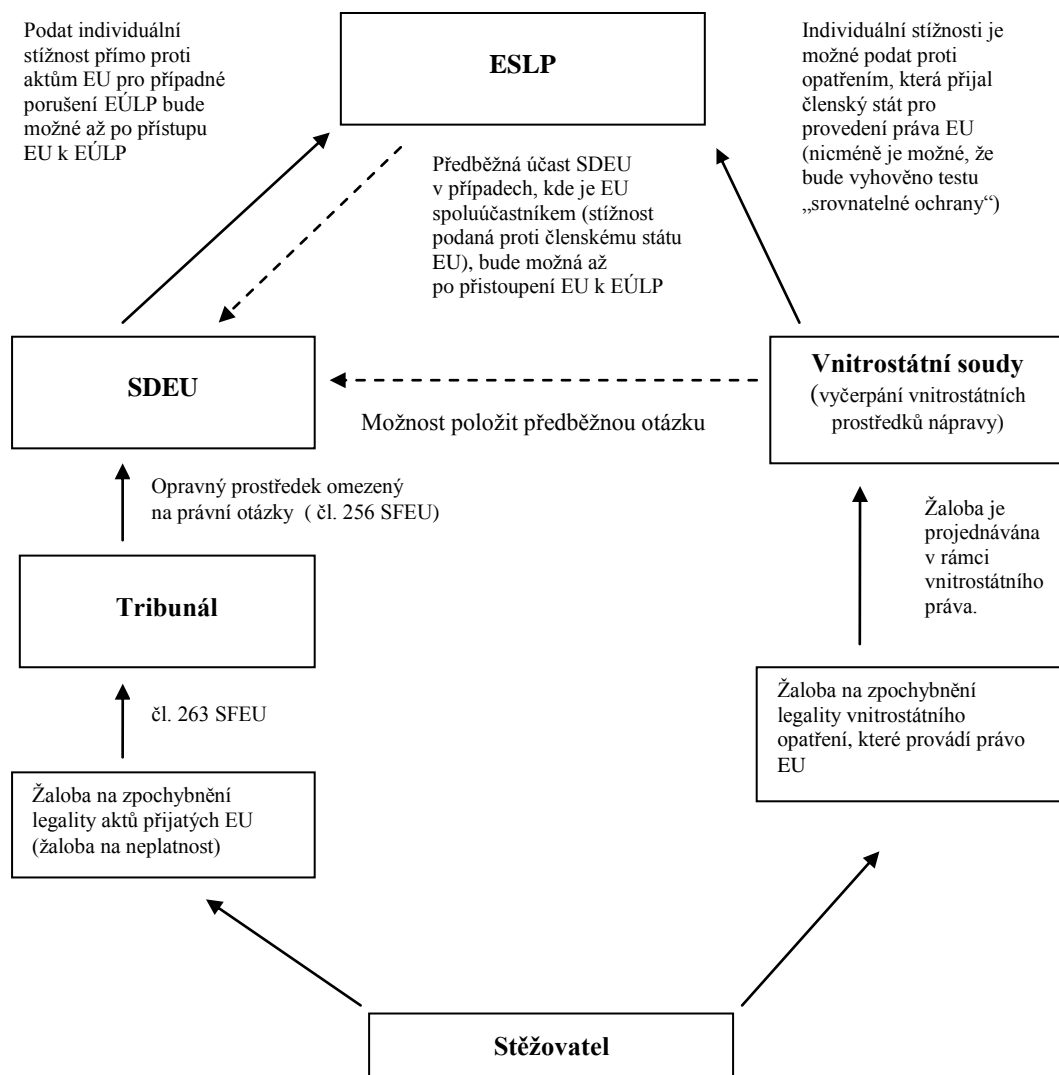 Podat individuální
stížnost přímo proti
aktům EU pro případné
porušení EÚLP bude
možné až po přístupu
EU k EÚLP
ESLP
Individuální stížnosti je
možné podat proti
opatřením, která přijal
členský stát pro
provedení práva EU
(nicméně je možné, že
bude vyhověno testu
„srovnatelné ochrany“)
Předběžná účast SDEU
v případech, kde je EU
spoluúčastníkem (stížnost
podaná proti členskému státu
EU), bude možná až
po přistoupení EU k EÚLP
SDEU
Vnitrostátní soudy
(vyčerpání vnitrostátních
prostředků nápravy)
Možnost položit předběžnou otázku
Opravný prostředek omezený
na právní otázky ( čl. 256 SFEU)
Žaloba je
projednávána
v rámci
vnitrostátního
práva.
Tribunál
čl. 263 SFEU
Žaloba na zpochybnění
legality vnitrostátního
opatření, které provádí právo
EU
Žaloba na zpochybnění
legality aktů přijatých EU
(žaloba na neplatnost)
Stěžovatel